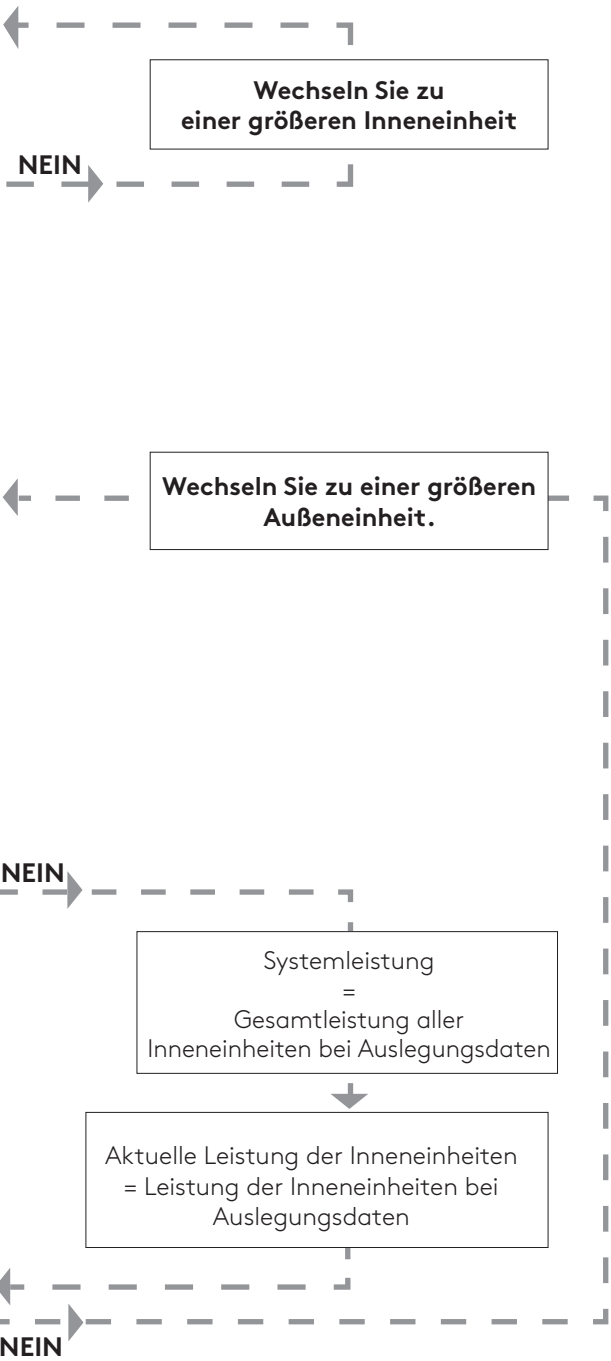 Wechseln Sie zu
einer größeren Inneneinheit
NEIN
Wechseln Sie zu einer größeren
Außeneinheit.
NEIN
Systemleistung
=
Gesamtleistung aller
Inneneinheiten bei Auslegungsdaten
Aktuelle Leistung der Inneneinheiten
= Leistung der Inneneinheiten bei
Auslegungsdaten
NEIN